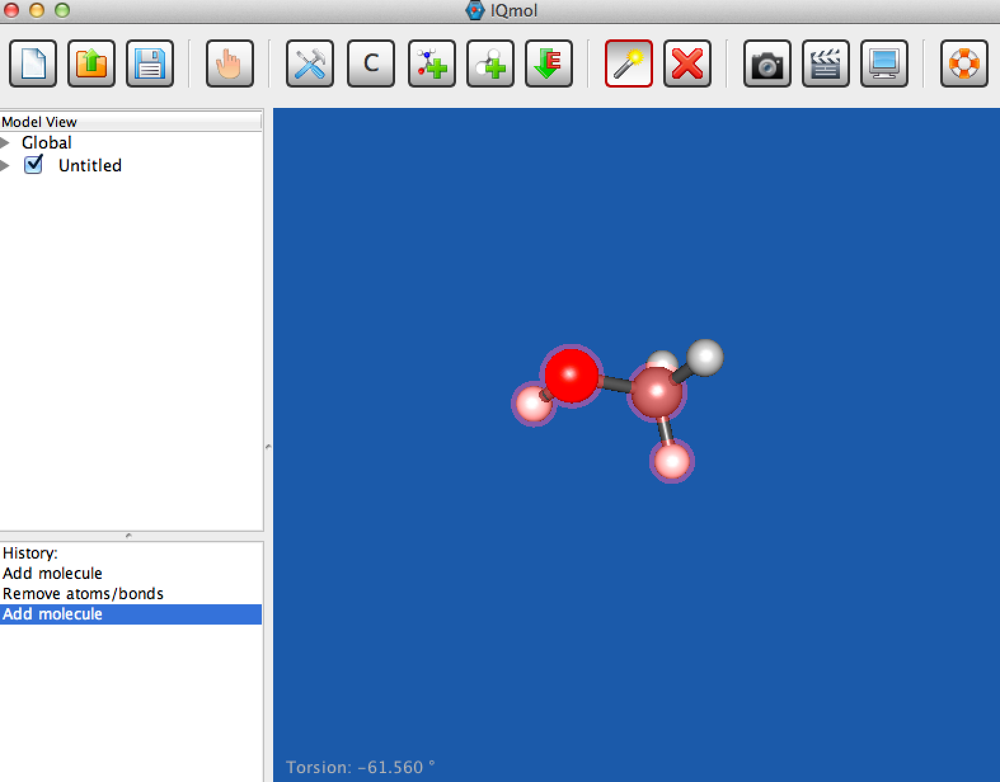 IQmol
C
E
Model View
Global
Untitled
History:
Add molecule
Remove atoms/bonds
Add molecule
Torsion: -61.560 °